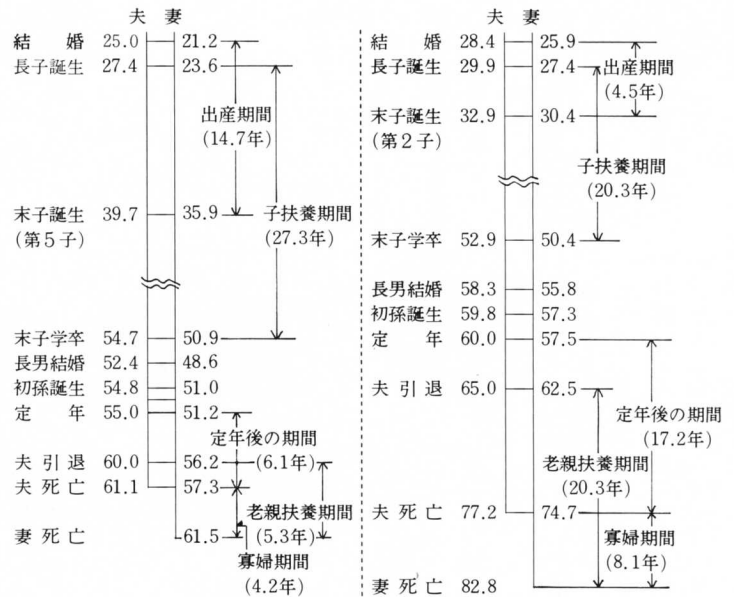 夫 妻
結婚 25.0 21.2
長子誕生 27.4 23.6
出産期間
(14.7年)
末子誕生 39.7 35.9
(第5子)
子扶養期間
(27.3年)
末子学卒 54.7 50.9
長男結婚 52.4 48.6
初孫誕生 54.8 51.0
定年 55.0 51.2
定年後の期間
(6.1年)
夫引退 60.0 56.2
夫死亡 61.1 57.3
老親扶養期間
(5.3年)
妻死亡 61.5
寡婦期間
(4.2年)
夫 妻
結婚 28.4 25.9
長子誕生 29.9 27.4
出産期間
(4.5年)
末子誕生 32.9 30.4
(第2子)
子扶養期間
(20.3年)
末子学卒 52.9 50.4
長男結婚 58.3 55.8
初孫誕生 59.8 57.3
定年 60.0 57.5
夫引退 65.0 62.5
定年後の期間
(17.2年)
老親扶養期間
(20.3年)
夫死亡 77.2 74.7
寡婦期間
(8.1年)
妻死亡 82.8